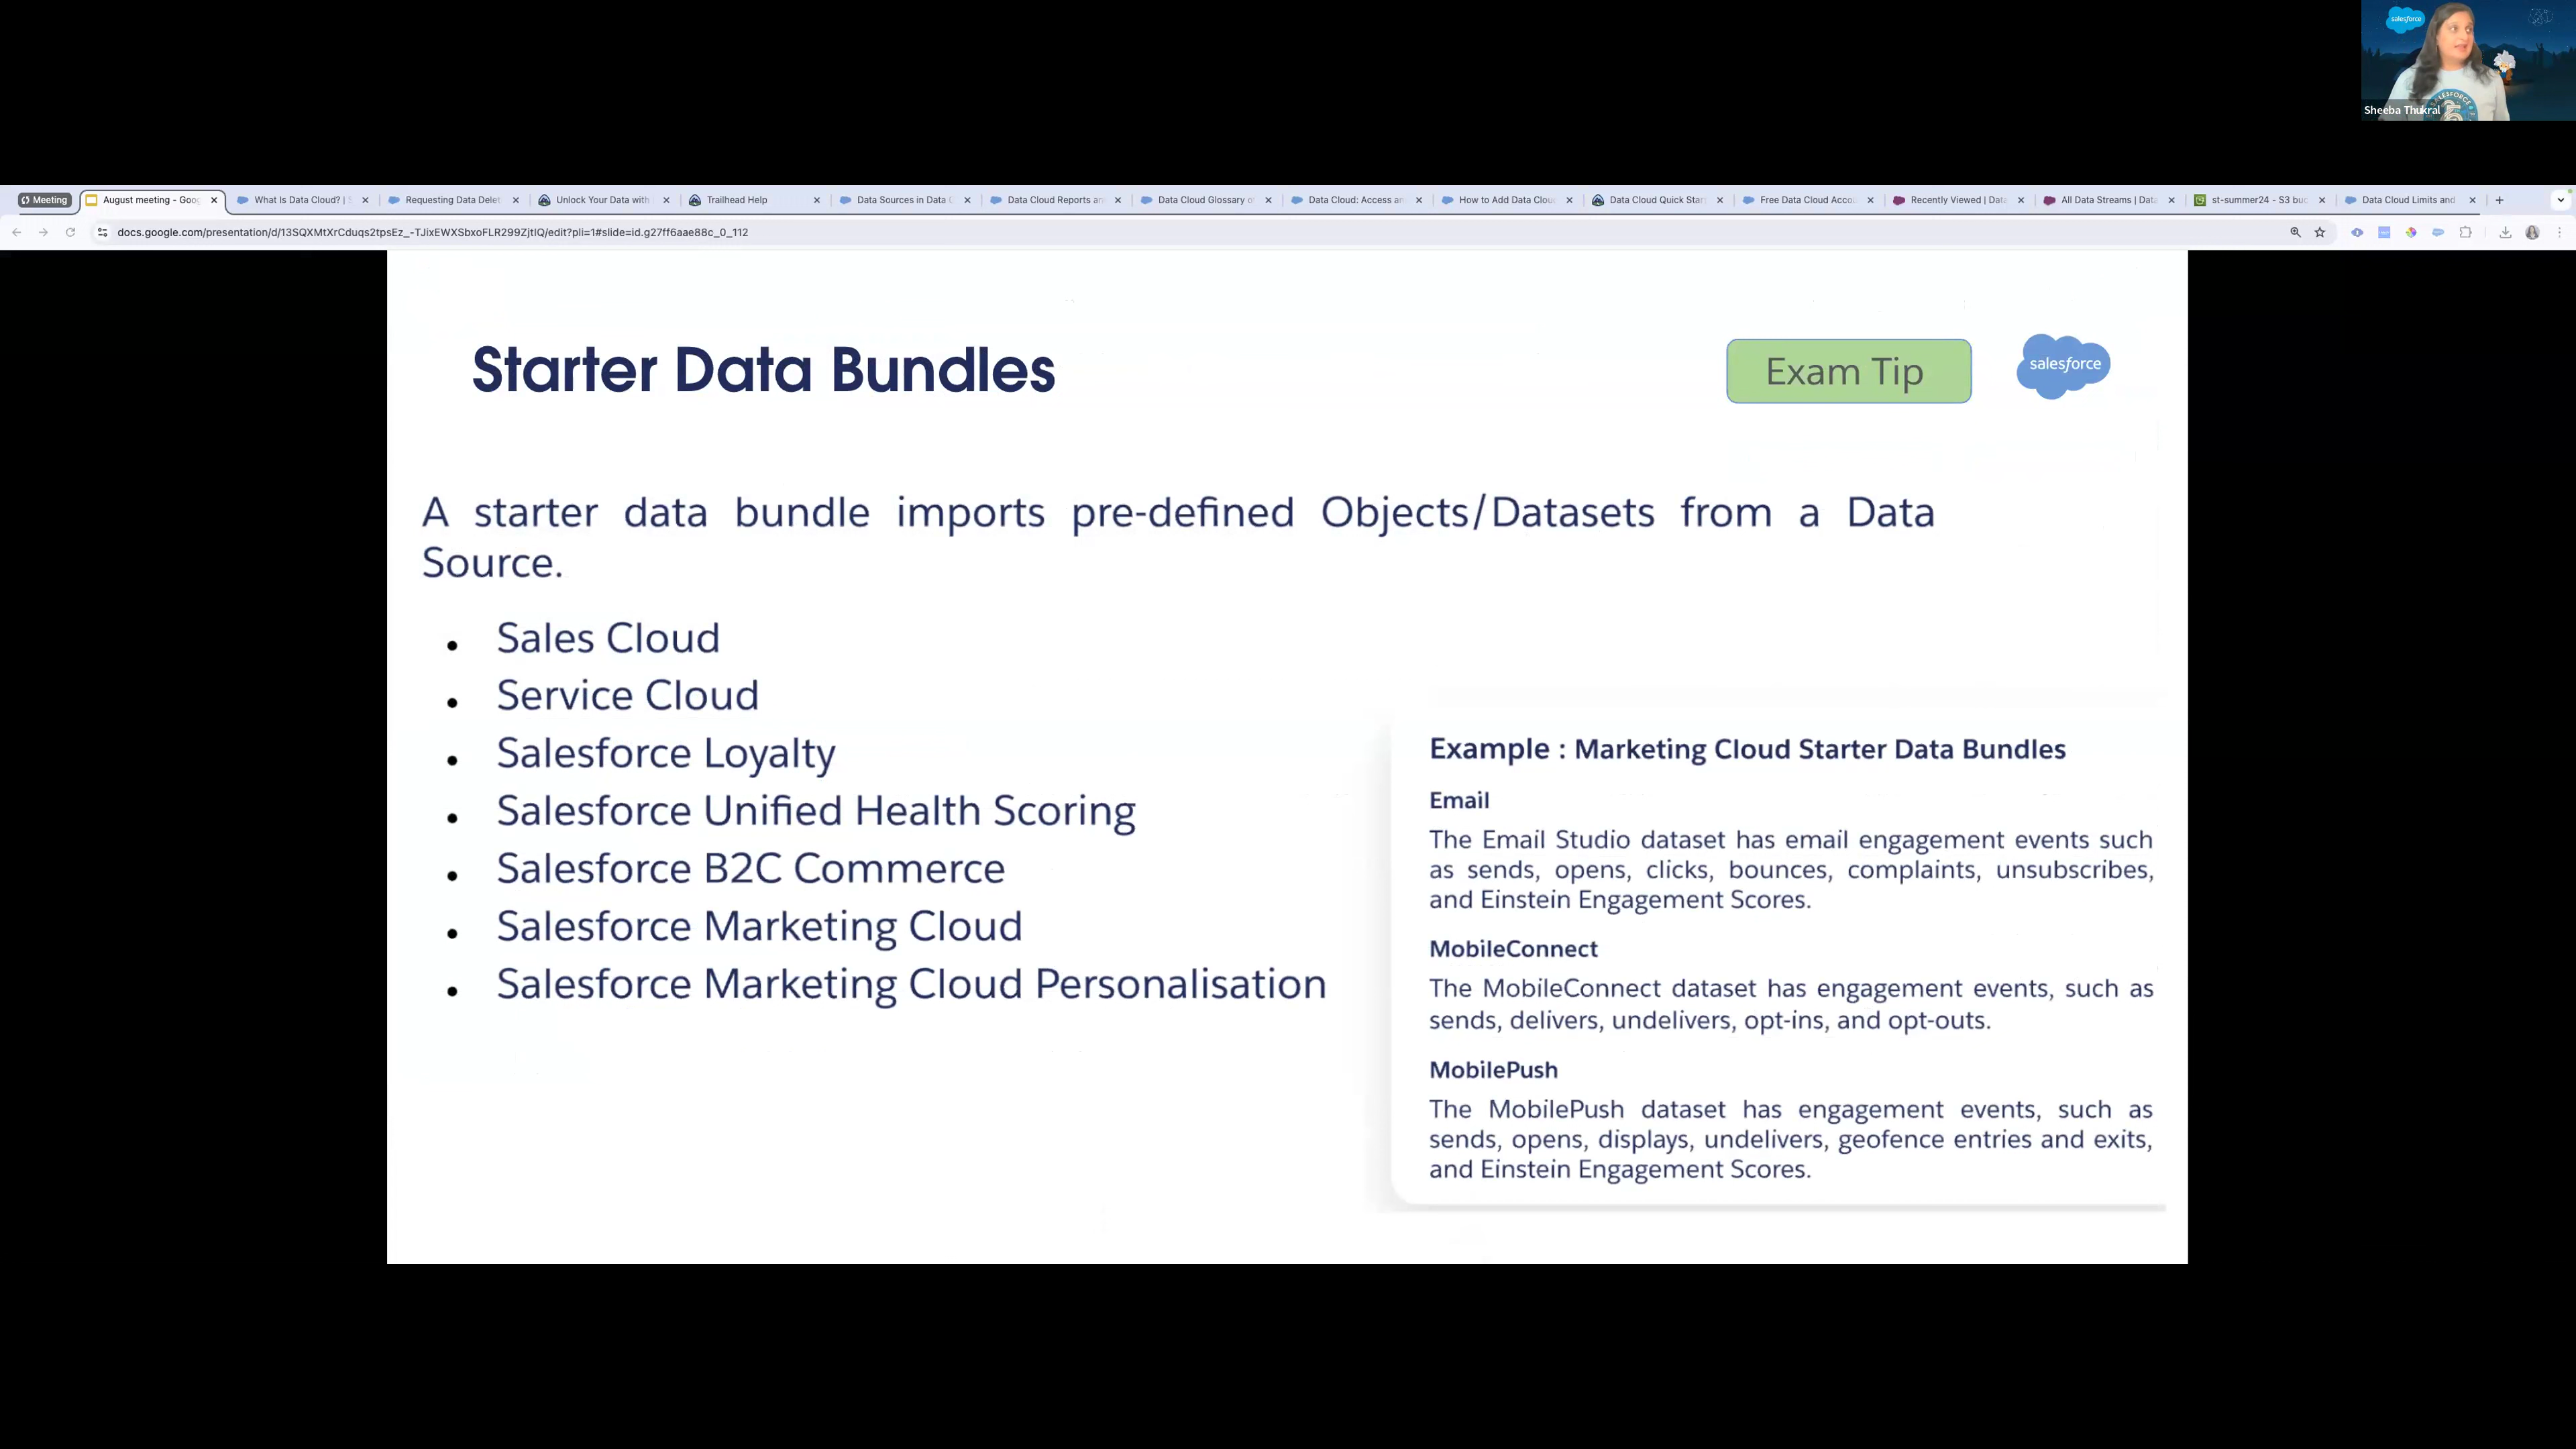 salesforce
Sheeba Thukral
Meeting
August meeting - Goo
What Is Data Cloud? |
Requesting Data Delet
Unlock Your Data with
Trailhead Help
Data Sources in Data
Data Cloud Reports an
Data Cloud Glossary o
Data Cloud: Access an
How to Add Data Clou
Data Cloud Quick Star
Free Data Cloud Accou
Recently Viewed | Data
All Data Streams | Data
st-summer24 - S3 buc
Data Cloud Limits and
docs.google.com/presentation/d/13SQXMtXrCduqs2tpsEz_-TJixEWXSbxoFLR299ZjtIQ/edit?pli=1#slide=id.g27ff6aae88c_0_112
Starter Data Bundles
Exam Tip
salesforce
A starter data bundle imports pre-defined Objects/Datasets from a Data
Source.
• Sales Cloud
• Service Cloud
• Salesforce Loyalty
• Salesforce Unified Health Scoring
• Salesforce B2C Commerce
• Salesforce Marketing Cloud
• Salesforce Marketing Cloud Personalisation
Example : Marketing Cloud Starter Data Bundles
Email
The Email Studio dataset has email engagement events such
as sends, opens, clicks, bounces, complaints, unsubscribes,
and Einstein Engagement Scores.
MobileConnect
The MobileConnect dataset has engagement events, such as
sends, delivers, undelivers, opt-ins, and opt-outs.
MobilePush
The MobilePush dataset has engagement events, such as
sends, opens, displays, undelivers, geofence entries and exits,
and Einstein Engagement Scores.